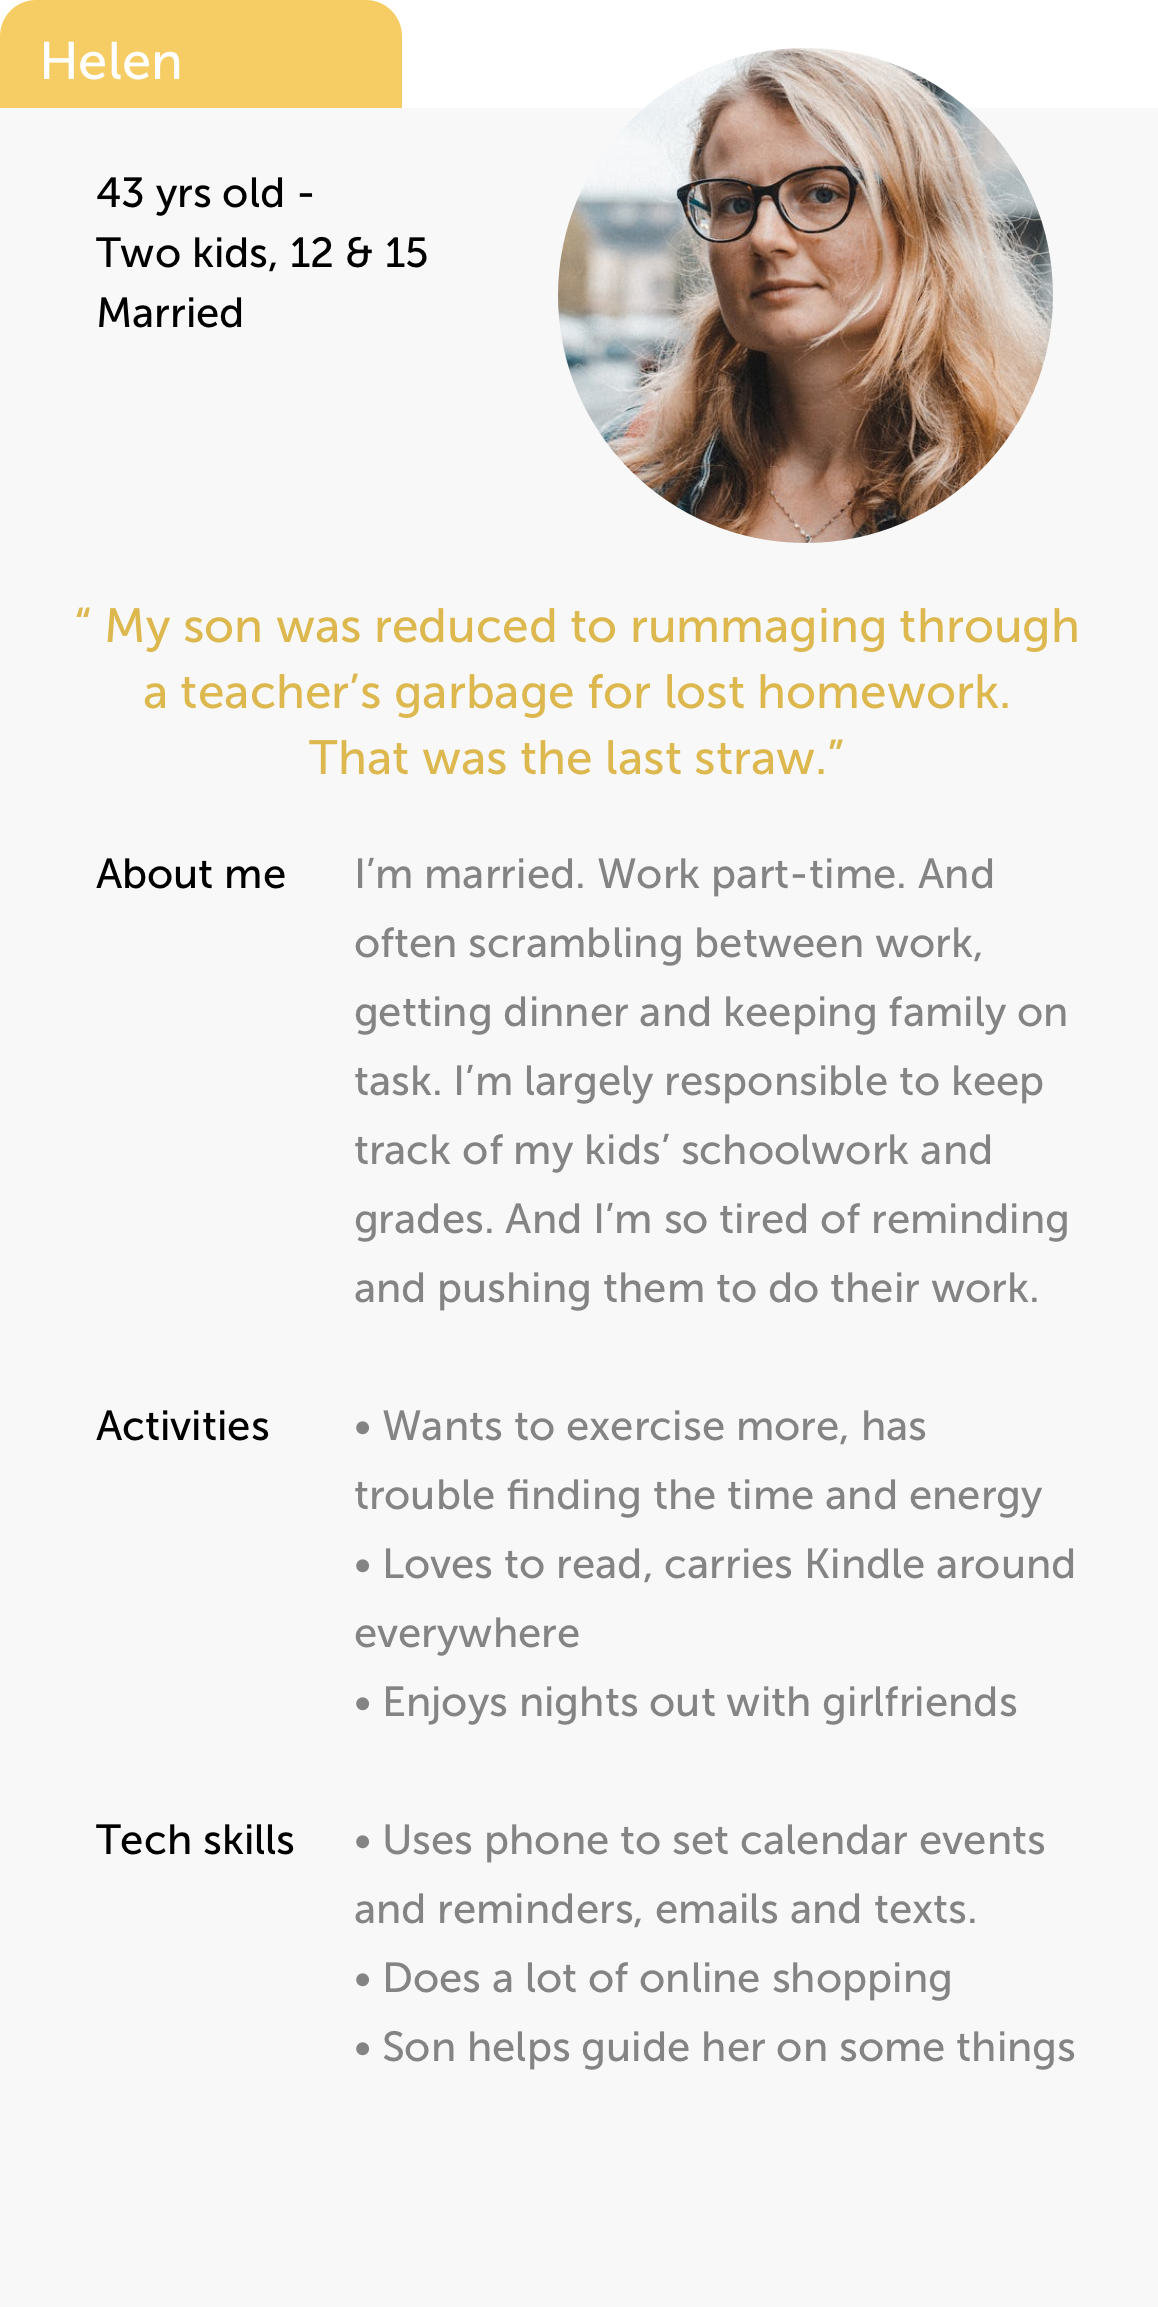 Helen
43 yrs old -
Two kids, 12 & 15
Married
“ My son was reduced to rummaging through
a teacher’s garbage for lost homework.
That was the last straw.”
About me
I’m married. Work part-time. And
often scrambling between work,
getting dinner and keeping family on
task. I’m largely responsible to keep
track of my kids’ schoolwork and
grades. And I’m so tired of reminding
and pushing them to do their work.
Activities
• Wants to exercise more, has
trouble finding the time and energy
• Loves to read, carries Kindle around
everywhere
• Enjoys nights out with girlfriends
Tech skills
• Uses phone to set calendar events
and reminders, emails and texts.
• Does a lot of online shopping
• Son helps guide her on some things